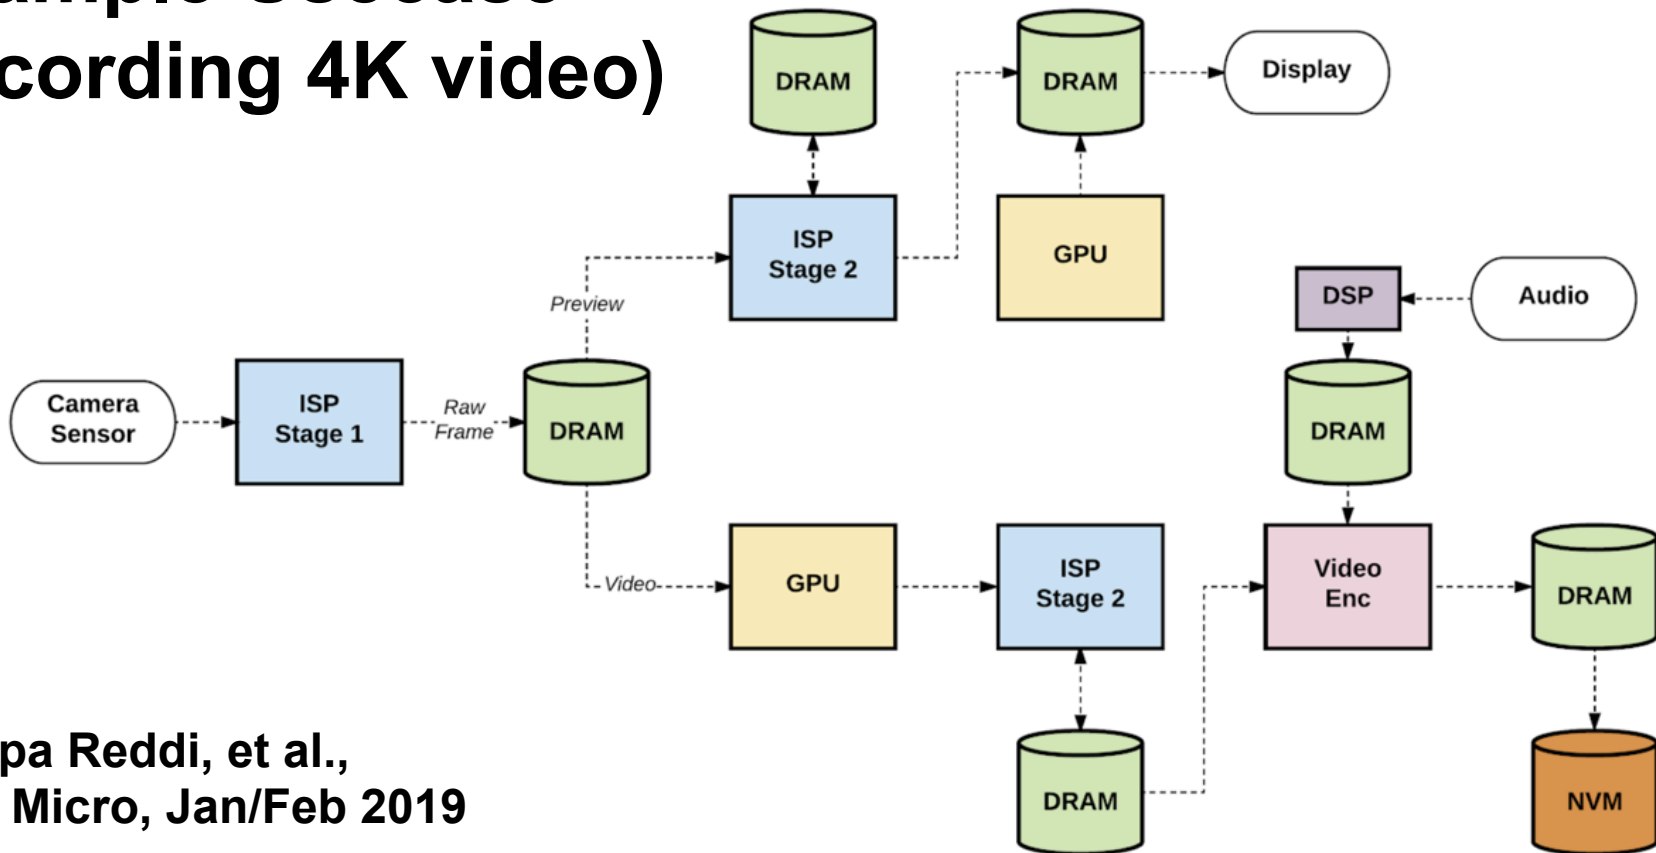 cording 4K video)
DRAM
DRAM
Display
ISP
Stage 2
GPU
Preview
DSP
Audio
Camera
Sensor
ISP
Stage 1
Raw
Frame
DRAM
DRAM
Video
GPU
ISP
Stage 2
Video
Enc
DRAM
DRAM
NVM
pa Reddi, et al.,
Micro, Jan/Feb 2019